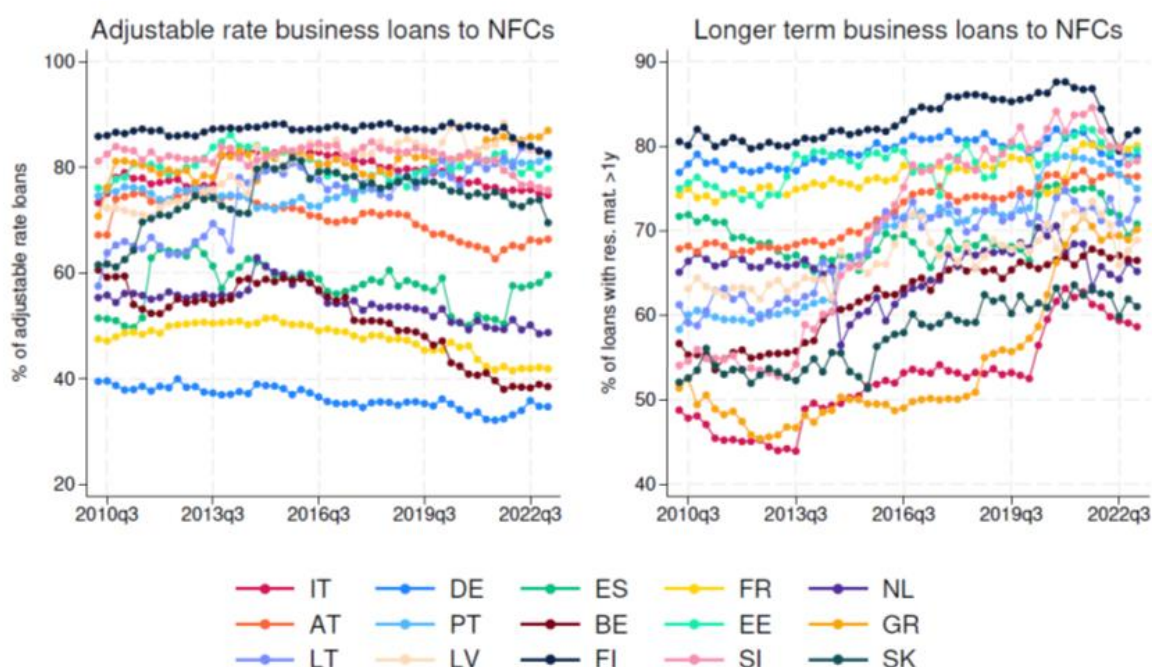 Adjustable rate business loans to NFCs
Longer term business loans to NFCs
% of adjustable rate loans
100
80
60
40
20
2010q3 2013q3 2016q3 2019q3 2022q3
% of loans with res. mat. >1y
90
80
70
60
50
40
2010q3 2013q3 2016q3 2019q3 2022q3
IT DE ES FR NL
AT PT BE EE GR
LT LV FI SI SK